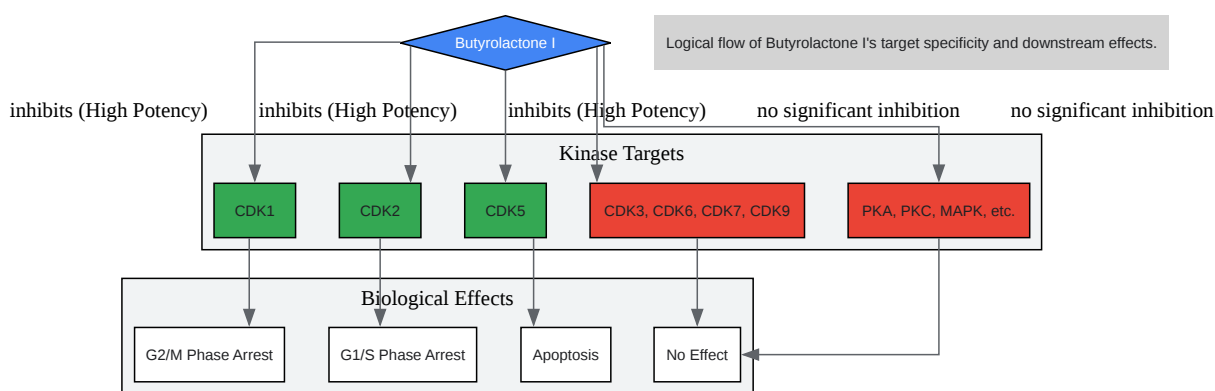 Butyrolactone I
Logical flow of Butyrolactone I's target specificity and downstream effects.
inhibits (High Potency)
inhibits (High Potency)
inhibits (High Potency)
no significant inhibition
no significant inhibition
Kinase Targets
CDK1
CDK2
CDK5
CDK3, CDK6, CDK7, CDK9
PKA, PKC, MAPK, etc.
Biological Effects
G2/M Phase Arrest
G1/S Phase Arrest
Apoptosis
No Effect